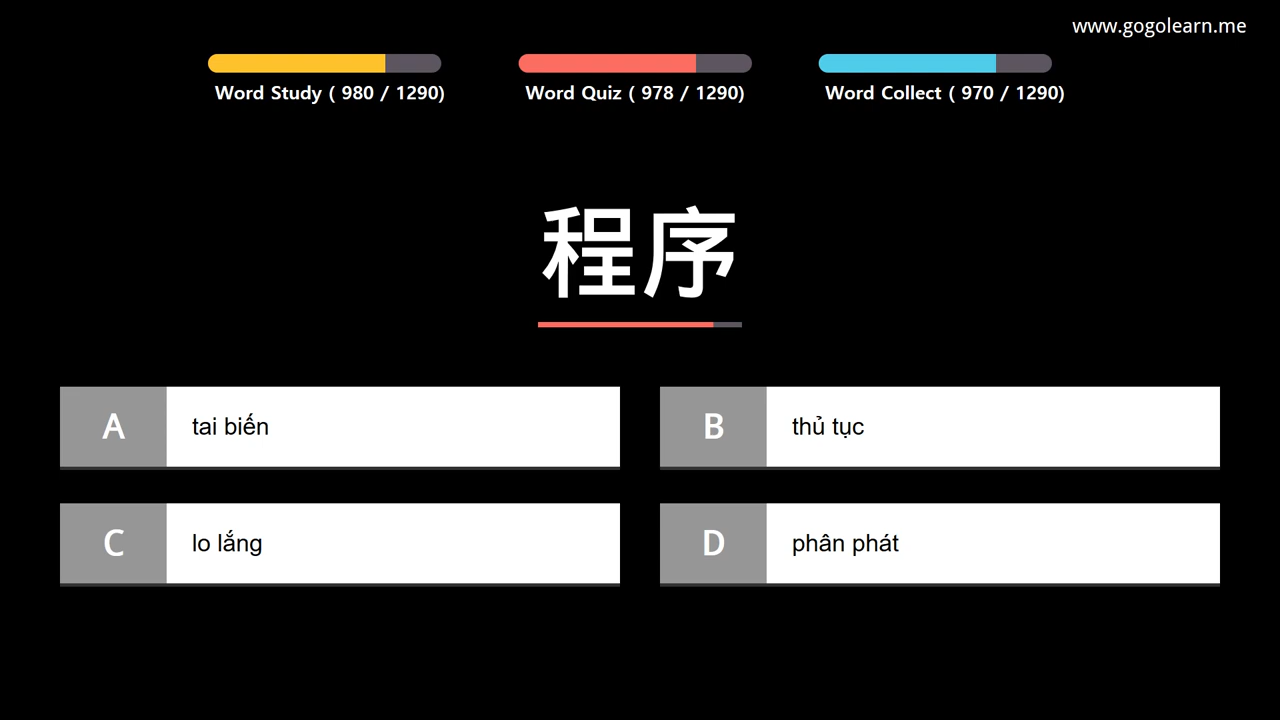 www.gogolearn.me
Word Study ( 980 / 1290)
Word Quiz ( 978 / 1290)
Word Collect ( 970 / 1290)
程序
A tai biến
B thủ tục
C lo lắng
D phân phát